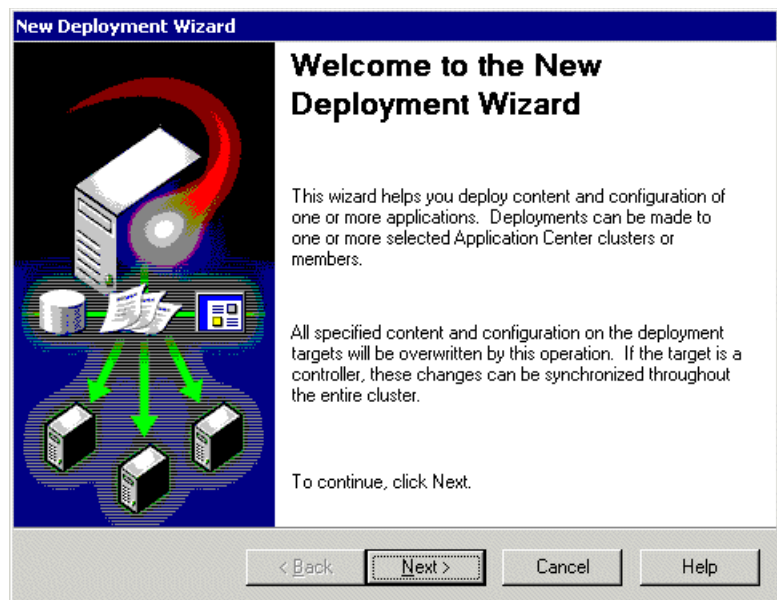 New Deployment Wizard
Welcome to the New
Deployment Wizard
This wizard helps you deploy content and configuration of
one or more applications.  Deployments can be made to
one or more selected Application Center clusters or
members.
All specified content and configuration on the deployment
targets will be overwritten by this operation.  If the target is a
controller, these changes can be synchronized throughout
the entire cluster.
To continue, click Next.
< Back
Next >
Cancel
Help